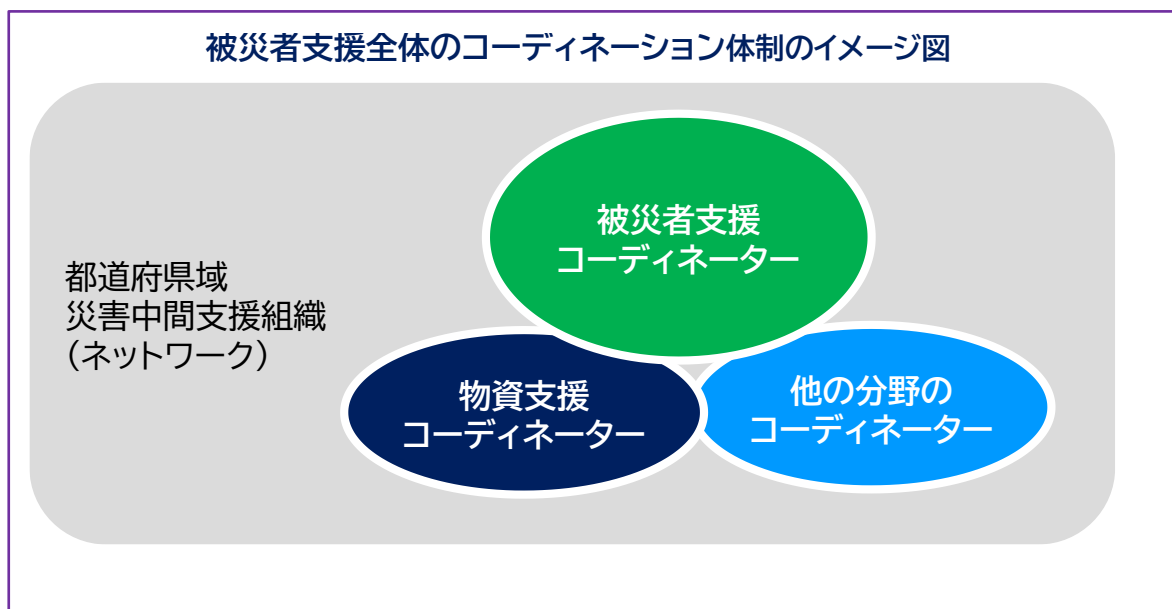 被災者支援全体のコーディネーション体制のイメージ図
被災者支援
コーディネーター
都道府県域
災害中間支援組織
(ネットワーク)
物資支援
コーディネーター
他の分野の
コーディネーター